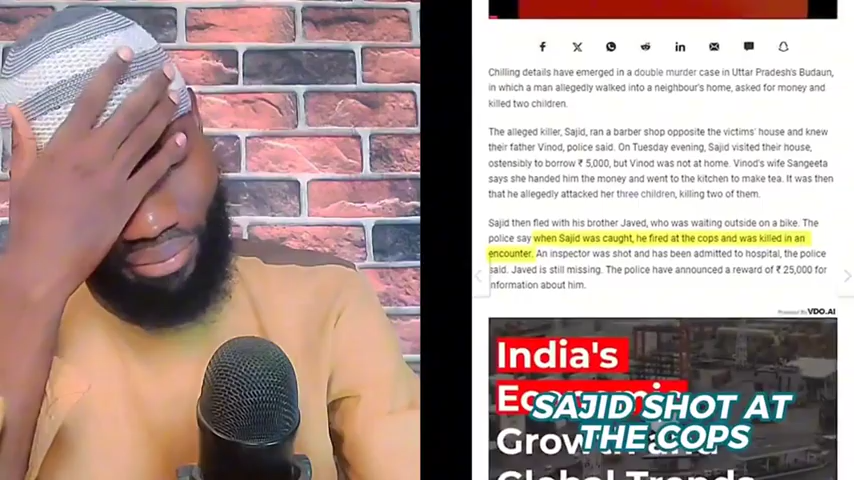 Chilling details have emerged in a double murder case in Uttar Pradesh's Budaun,
in which a man allegedly walked into a neighbour's home, asked for money and
killed two children.
The alleged killer, Sajid, ran a barber shop opposite the victims' house and knew
their father Vinod, police said. On Tuesday evening, Sajid visited their house,
ostensibly to borrow ₹ 5,000, but Vinod was not at home. Vinod's wife Sangeeta
says she handed him the money and went to the kitchen to make tea. It was then
that he allegedly attacked her three children, killing two of them.
Sajid then fled with his brother Javed, who was waiting outside on a bike. The
police say when Sajid was caught, he fired at the cops and was killed in an
encounter. An inspector was shot and has been admitted to hospital, the police
said. Javed is still missing. The police have announced a reward of ₹ 25,000 for
information about him.
Powered By VDO.AI
India's
SAJID SHOT AT
THE COPS